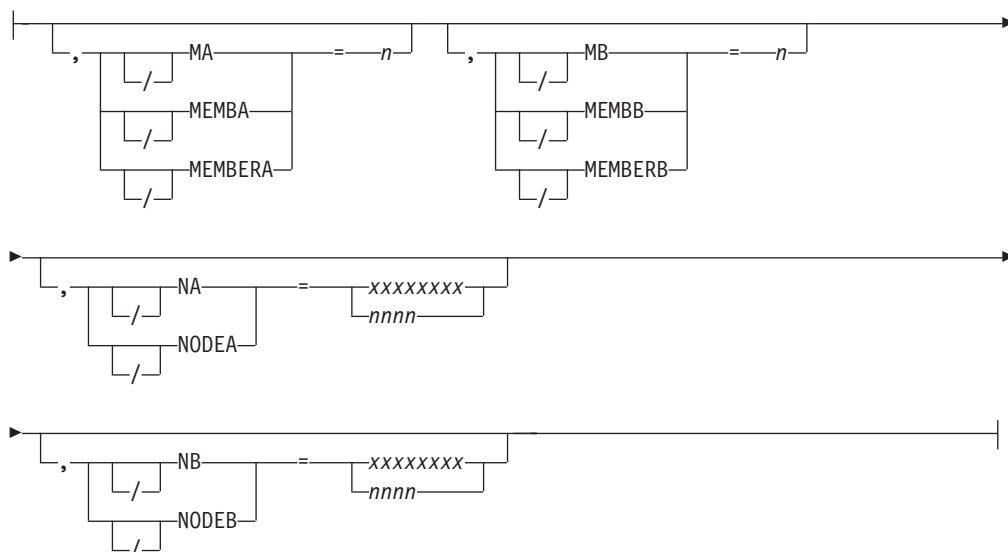 , / MA = n , / MB = n
/ MEMBA / MEMBB
/ MEMBERA / MEMBERB
, / NA = xxxxxxxx
nnnn
/ NODEA
, / NB = xxxxxxxx
nnnn
/ NODEB